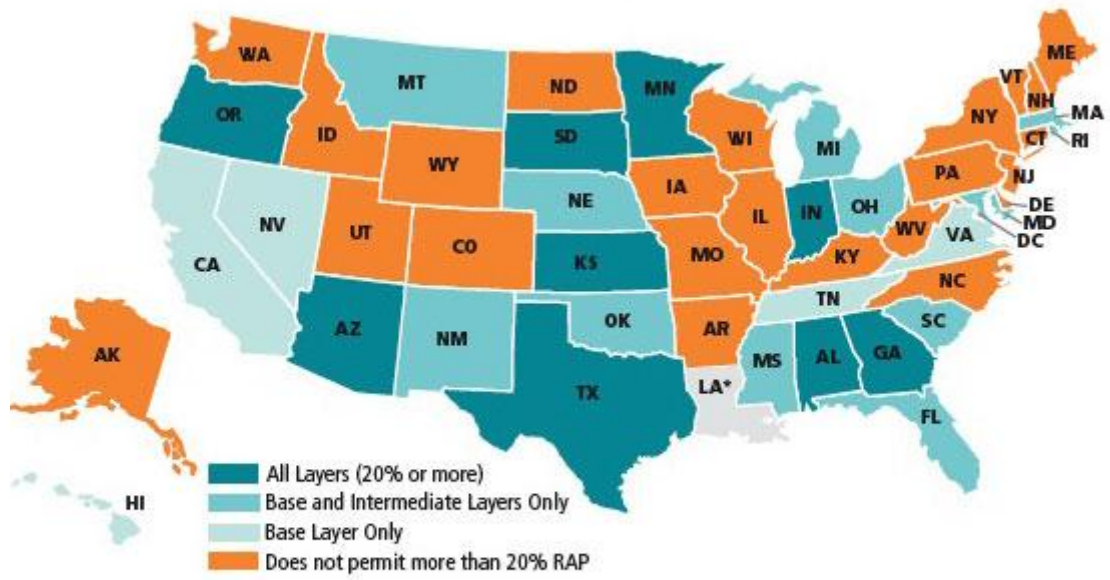 WA
MT
ND
MN
OR
ID
SD
WY
WI
MI
ME
VT
NH
NY
MA
CT
RI
PA
NJ
NE
IA
IL
IN
OH
DE
MD
DC
WV
VA
NV
UT
CO
KS
MO
KY
CA
NC
TN
AZ
NM
OK
AR
SC
AK
MS
AL
GA
TX
LA*
FL
HI
All Layers (20% or more)
Base and Intermediate Layers Only
Base Layer Only
Does not permit more than 20% RAP